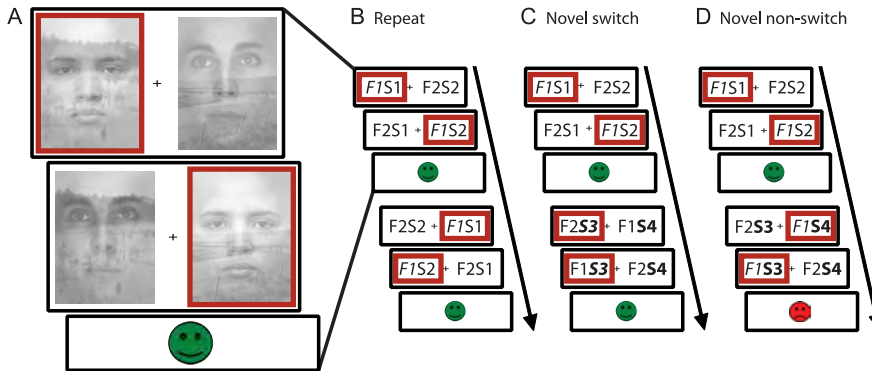 A
+
+
B Repeat
F1S1 + F2S2
F2S1 + F1S2
F2S2 + F1S1
F1S2 + F2S1
C Novel switch
F1S1 + F2S2
F2S1 + F1S2
F2S3 + F1S4
F1S3 + F2S4
D Novel non-switch
F1S1 + F2S2
F2S1 + F1S2
F2S3 + F1S4
F1S3 + F2S4